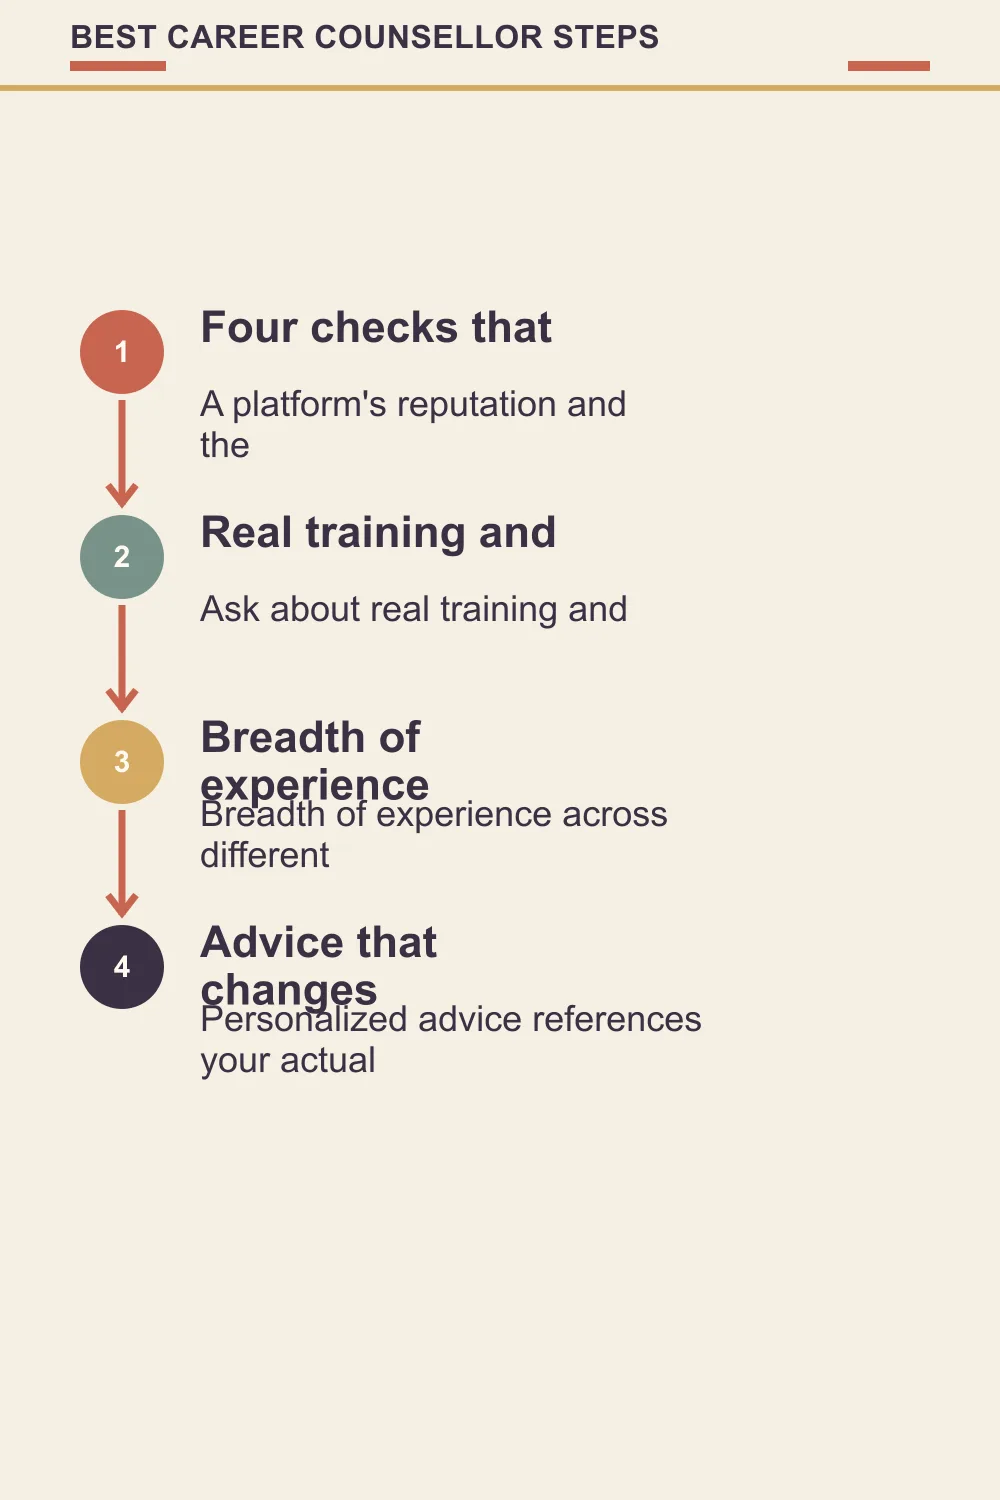 BEST CAREER COUNSELLOR STEPS
1
Four checks that
A platform's reputation and
the
2
Real training and
Ask about real training and
3
Breadth of
experience
Breadth of experience across
different
4
Advice that
changes
Personalized advice references
your actual